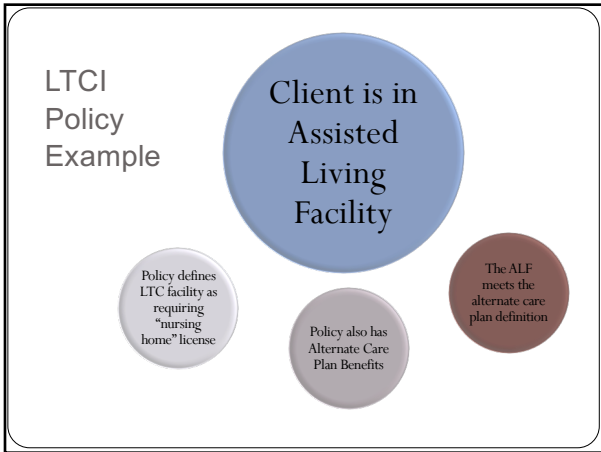 LTCI
Policy
Example
Client is in
Assisted
Living
Facility
Policy defines
LTC facility as
requiring
“nursing
home” license
Policy also has
Alternate Care
Plan Benefits
The ALF
meets the
alternate care
plan definition